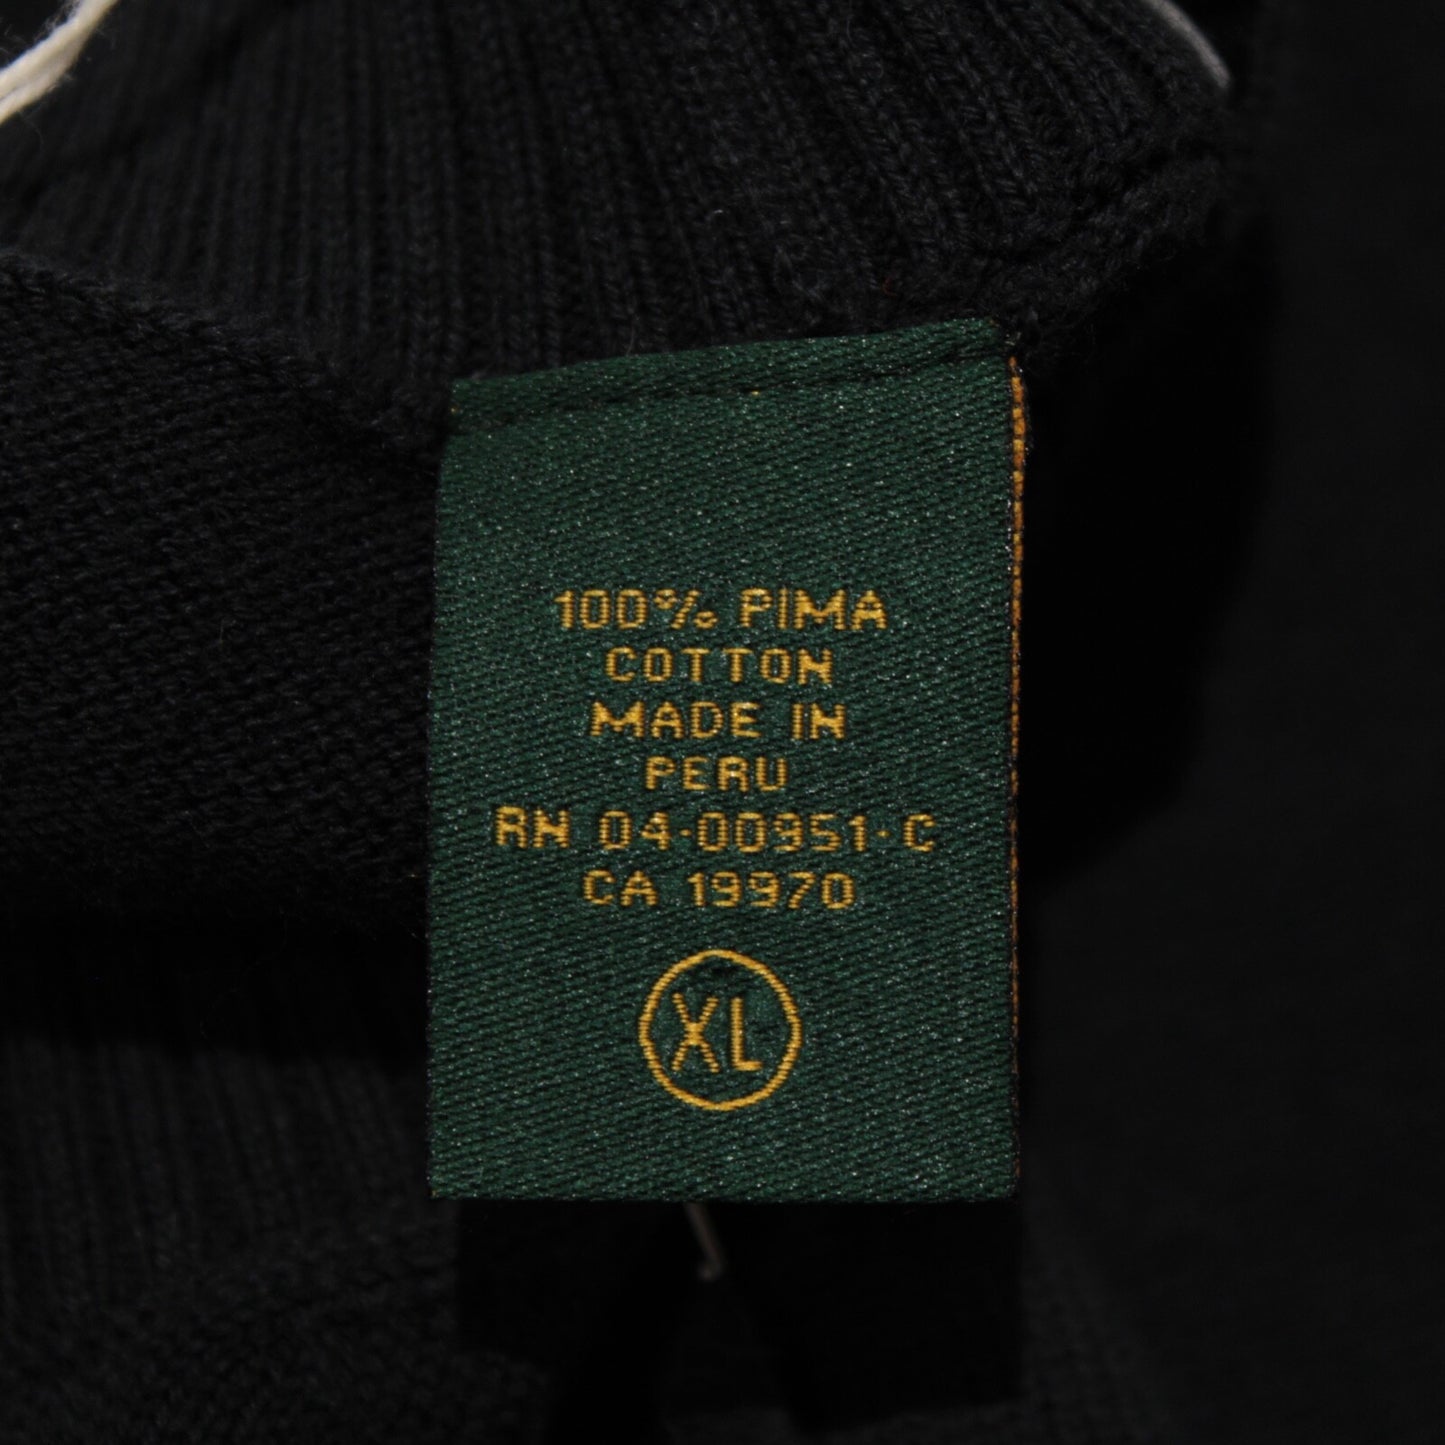 100% PIMA
COTTON
MADE IN
PERU
RN 04-00951-C
CA 19970
XL